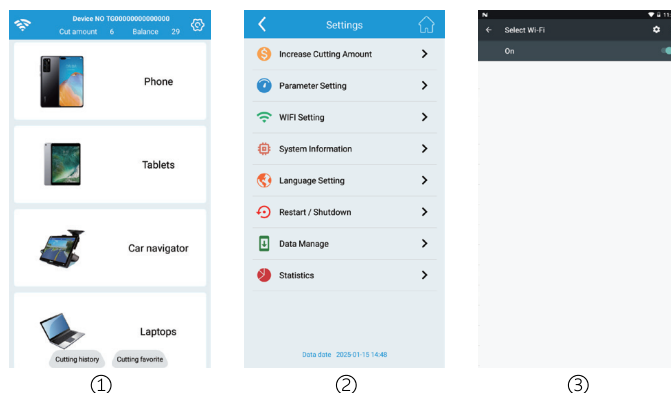 Device NO TG00000000000000
Cut amount 6 Balance 29
Phone
Tablets
Car navigator
Laptops
Cutting history Cutting favorite
①
Settings
Increase Cutting Amount
Parameter Setting
WIFI Setting
System Information
Language Setting
Restart / Shutdown
Data Manage
Statistics
Data date 2025-01-15 14:48
②
Select Wi-Fi
On
③